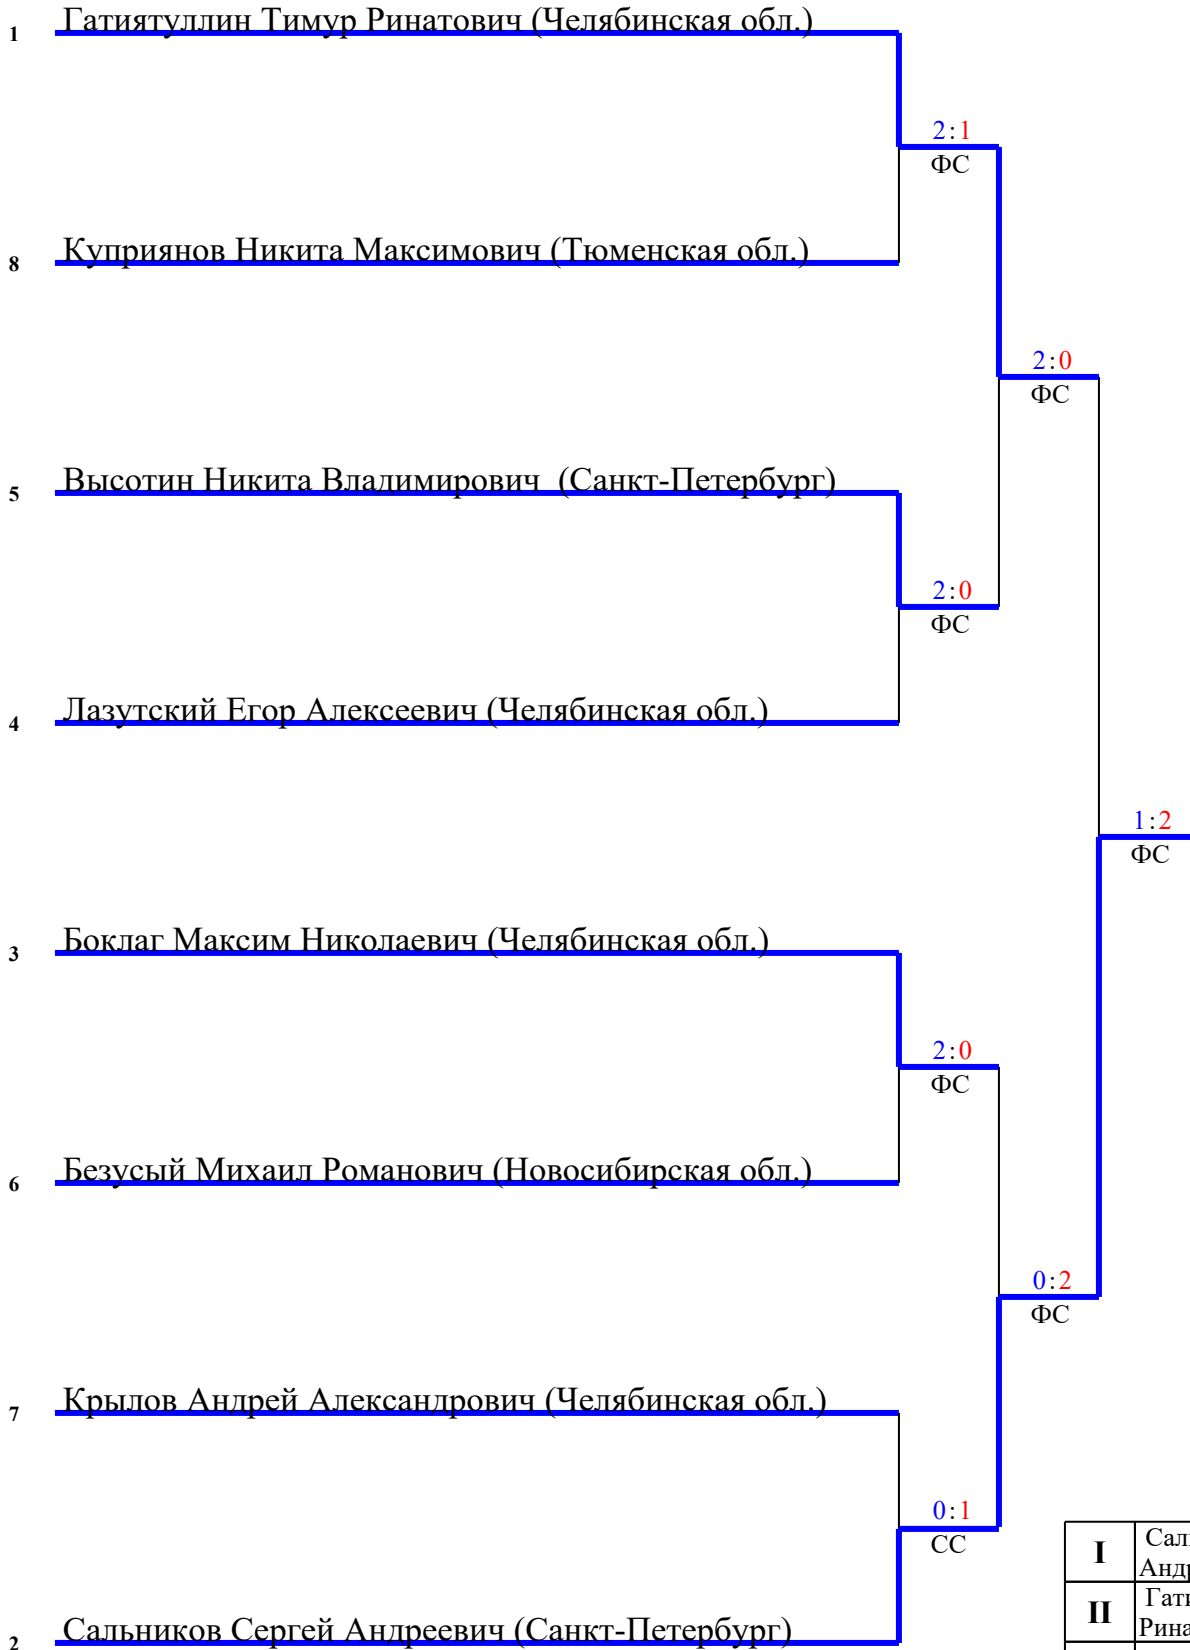 1 Гатиятуллин Тимур Ринатович (Челябинская обл.)
2:1
ФС
8 Куприянов Никита Максимович (Тюменская обл.)
2:0
ФС
5 Высотин Никита Владимирович (Санкт-Петербург)
2:0
ФС
4 Лазутский Егор Алексеевич (Челябинская обл.)
1:2
ФС
3 Боклаг Максим Николаевич (Челябинская обл.)
2:0
ФС
6 Безусый Михаил Романович (Новосибирская обл.)
0:2
ФС
7 Крылов Андрей Александрович (Челябинская обл.)
0:1
СС
I
II
2 Сальников Сергей Андреевич (Санкт-Петербург)